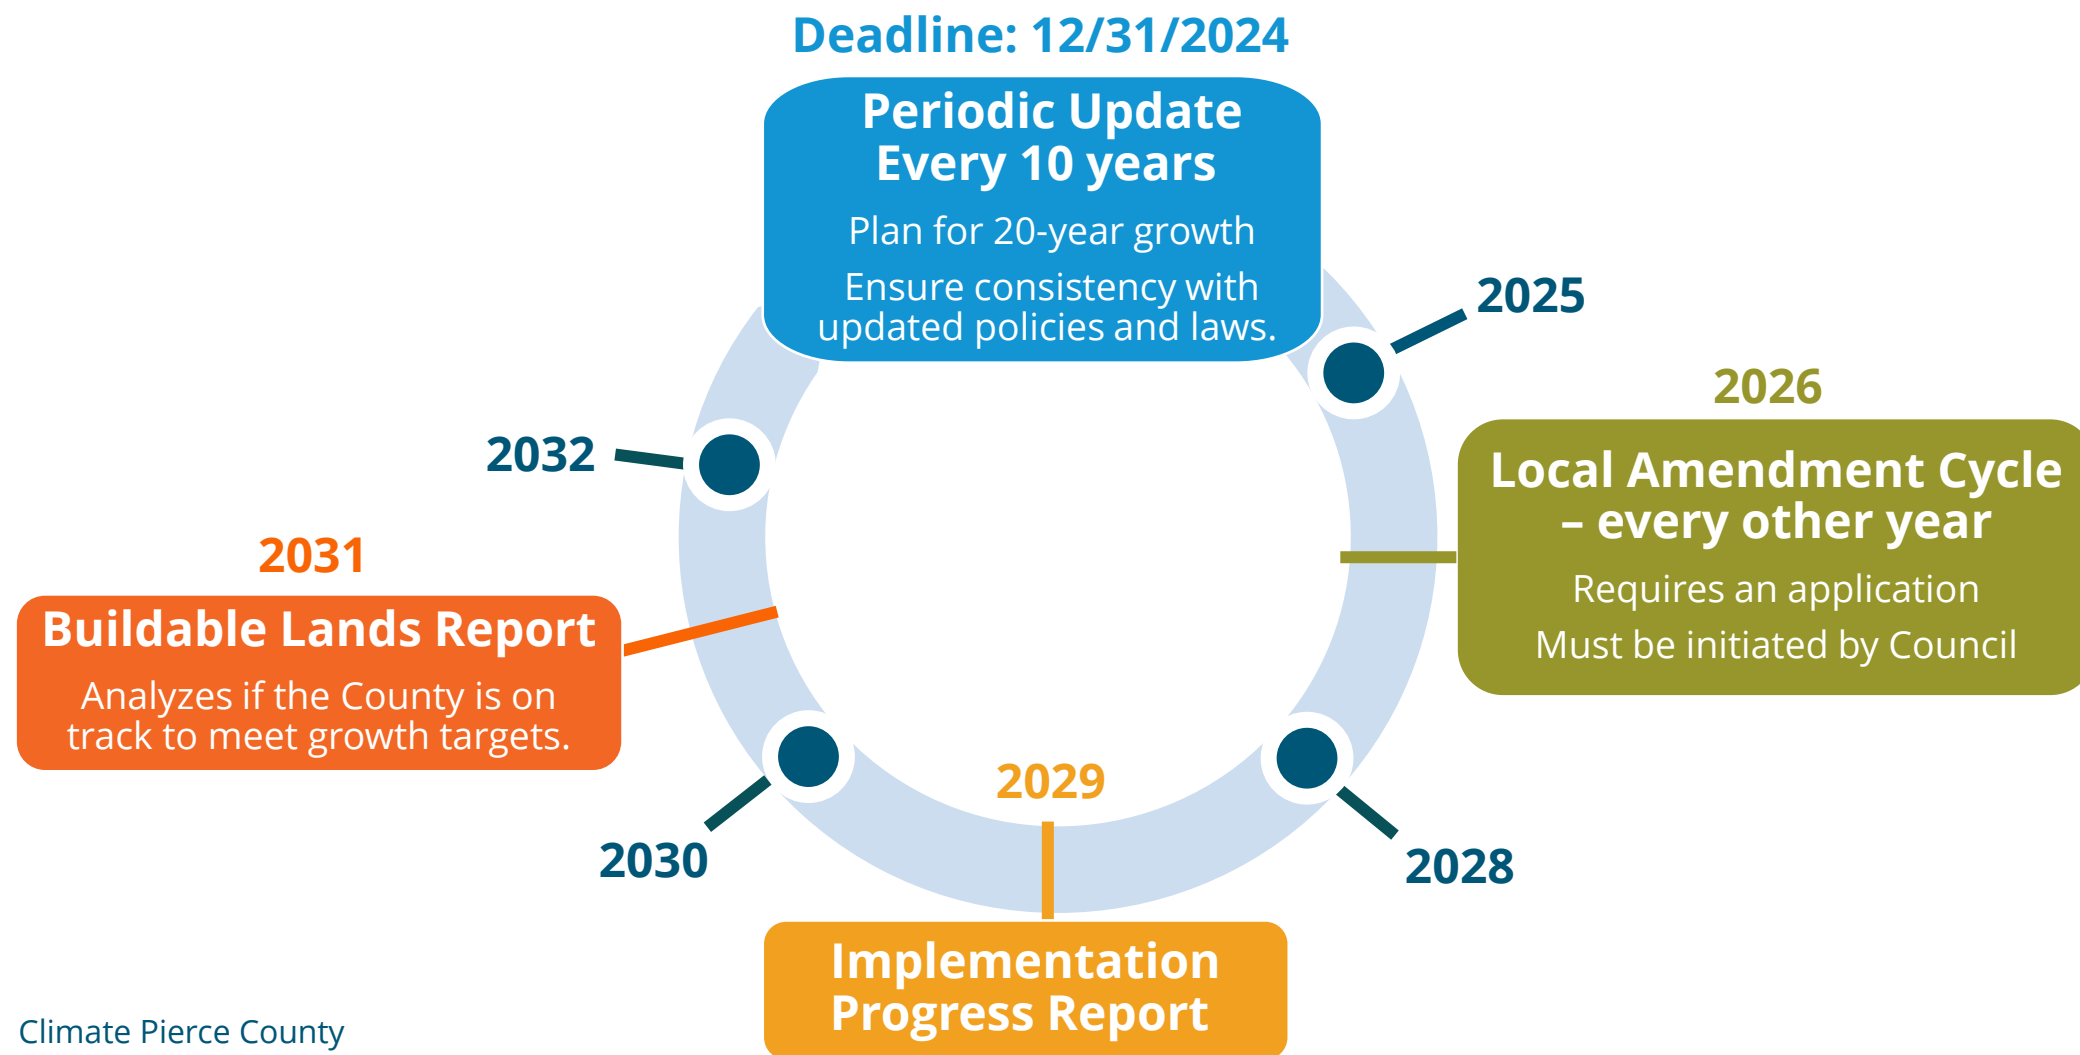 Deadline: 12/31/2024
Periodic Update
Every 10 years
Plan for 20-year growth
Ensure consistency with
updated policies and laws.
2025
2026
Local Amendment Cycle
– every other year
Requires an application
Must be initiated by Council
2028
2029
Implementation
Progress Report
2030
2031
Buildable Lands Report
Analyzes if the County is on
track to meet growth targets.
2032
Climate Pierce County